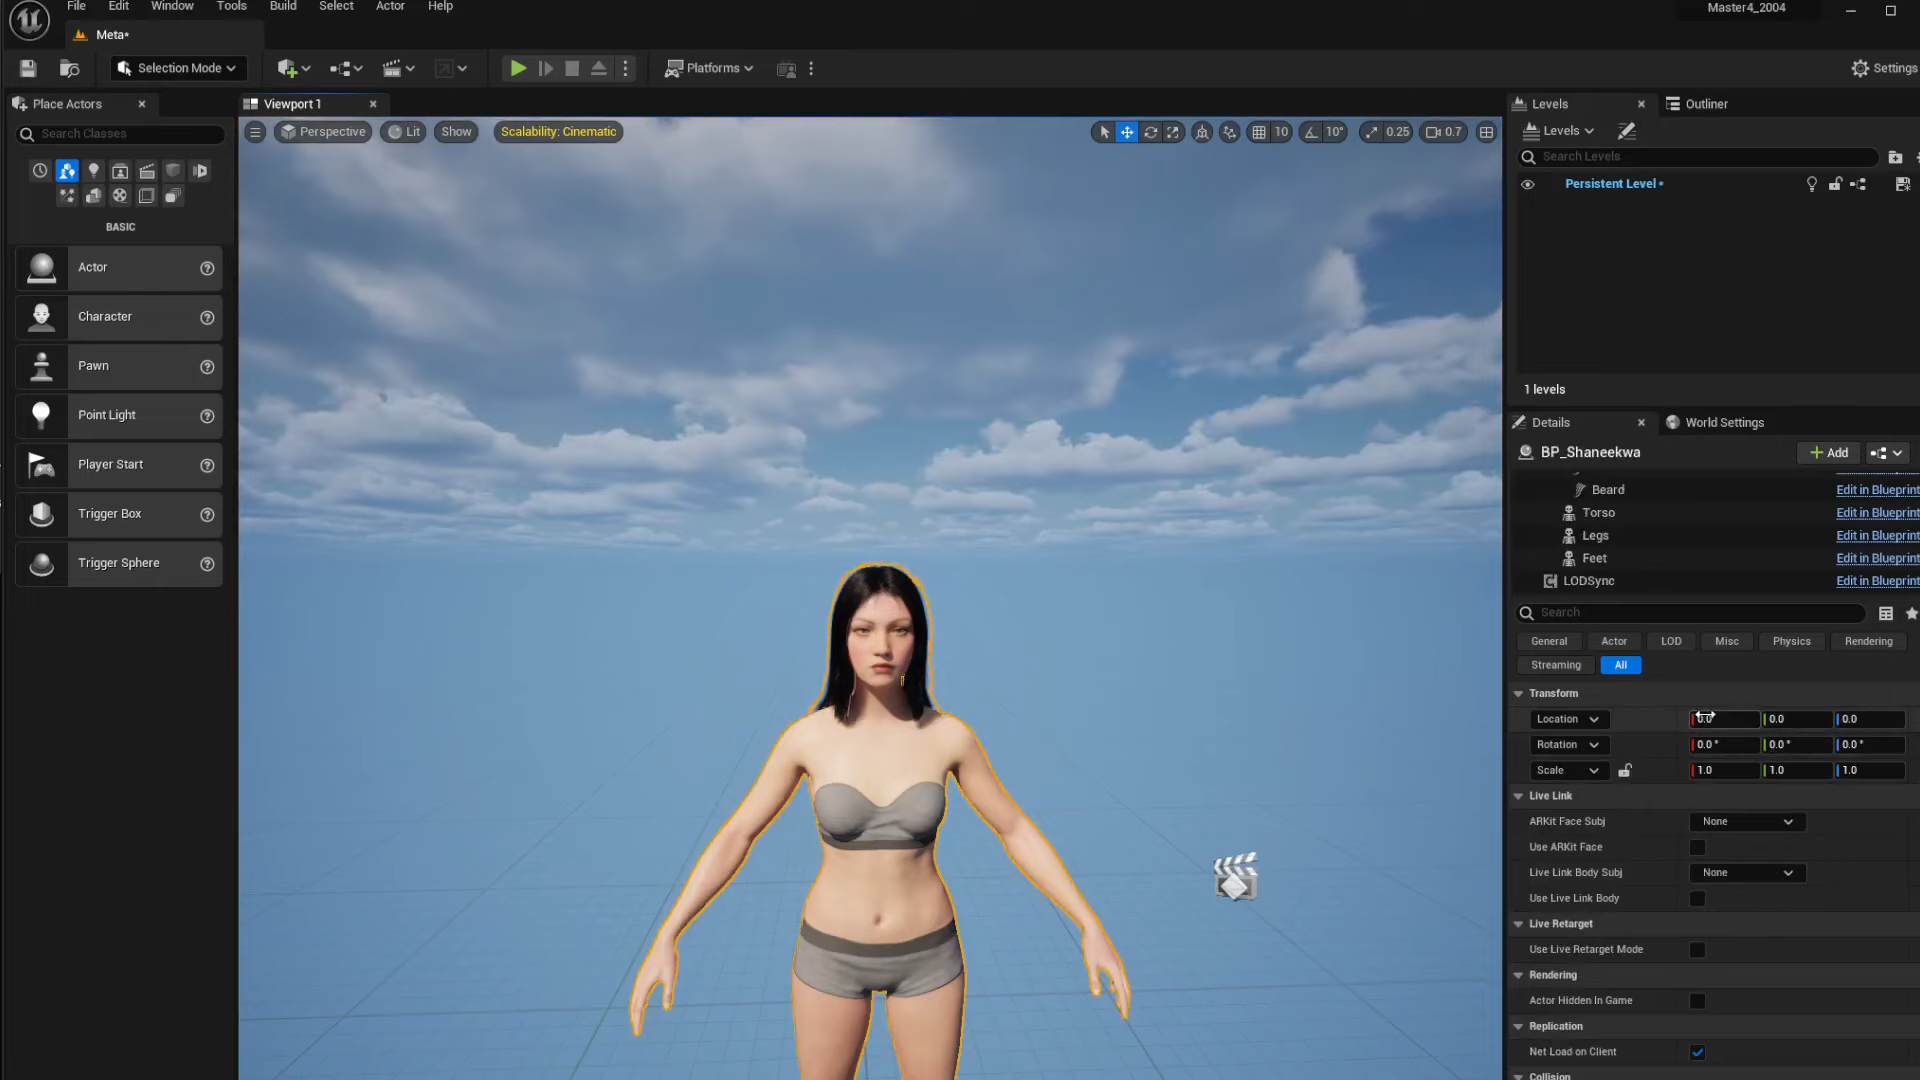 File Edit Window Tools Build Select Actor Help
Master4_2004
Meta*
Selection Mode
Platforms
Settings
Place Actors
Viewport 1
Levels
Outliner
Search Classes
Perspective
Lit
Show
Scalability: Cinematic
10
10°
0.25
0.7
Levels
Search Levels
Persistent Level •
BASIC
Actor
Character
Pawn
Point Light
Player Start
Trigger Box
Trigger Sphere
1 levels
Details
World Settings
BP_Shaneekwa
Add
Beard Edit in Blueprint
Torso Edit in Blueprint
Legs Edit in Blueprint
Feet Edit in Blueprint
LODSync Edit in Blueprint
Search
General Actor LOD Misc Physics Rendering
Streaming All
Transform
Location 0.0 0.0 0.0
Rotation 0.0 ° 0.0 ° 0.0 °
Scale 1.0 1.0 1.0
Live Link
ARKit Face Subj None
Use ARKit Face
Live Link Body Subj None
Use Live Link Body
Live Retarget
Use Live Retarget Mode
Rendering
Actor Hidden In Game
Replication
Net Load on Client
Collision